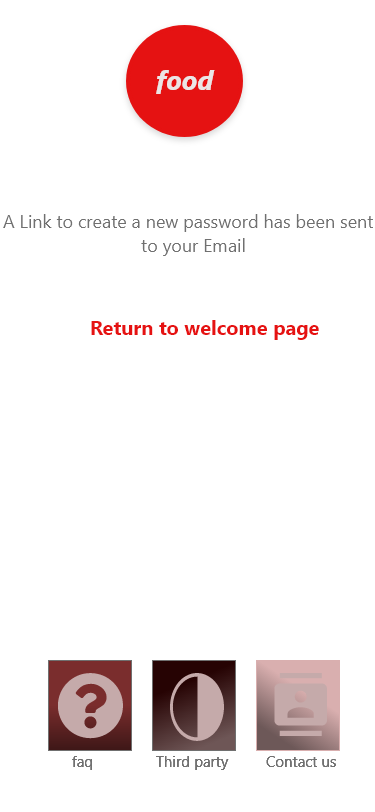 food
A Link to create a new password has been sent
to your Email
Return to welcome page
faq
Third party
Contact us